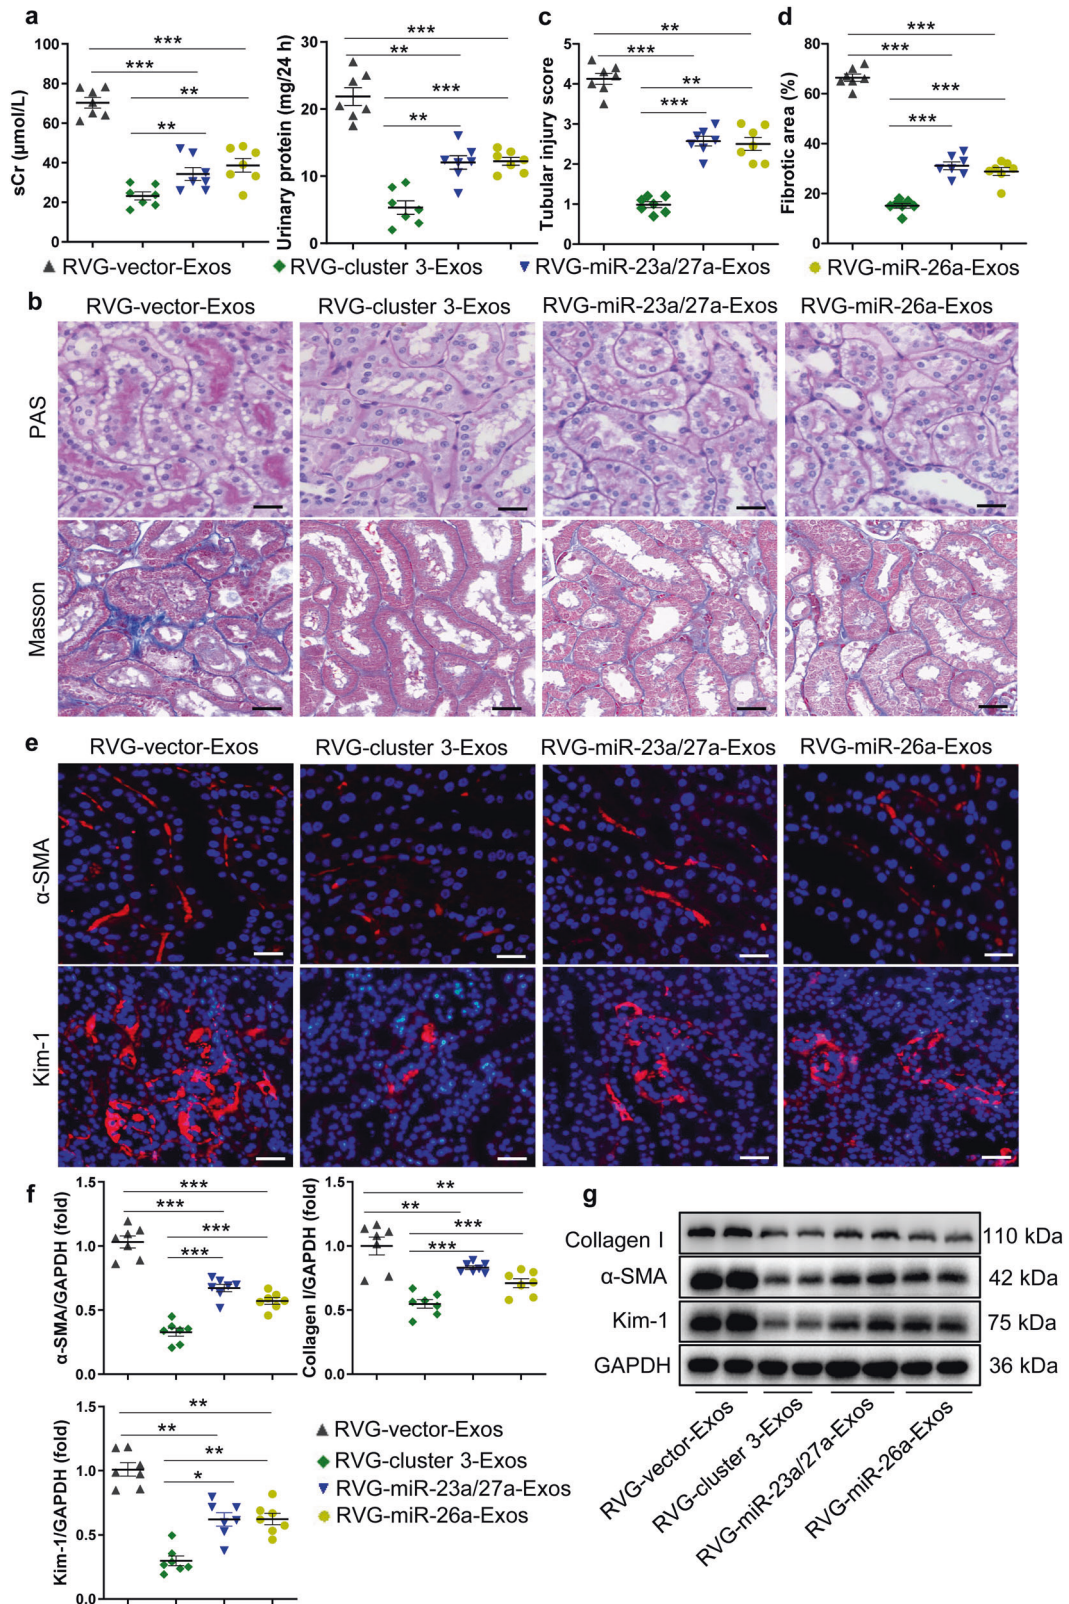 a
c
d
sCr (μmol/L)
100
80
60
40
20
0
***
***
**
**
Urinary protein (mg/24 h)
30
20
10
0
***
**
***
**
Tubular injury score
5
4
3
2
1
0
**
***
**
***
Fibrotic area (%)
80
60
40
20
0
***
***
***
***
RVG-vector-Exos
RVG-cluster 3-Exos
RVG-miR-23a/27a-Exos
RVG-miR-26a-Exos
b
RVG-vector-Exos
RVG-cluster 3-Exos
RVG-miR-23a/27a-Exos
RVG-miR-26a-Exos
PAS
Masson
e
RVG-vector-Exos
RVG-cluster 3-Exos
RVG-miR-23a/27a-Exos
RVG-miR-26a-Exos
α-SMA
Kim-1
f
α-SMA/GAPDH (fold)
1.5
1.0
0.5
0.0
***
***
***
***
Collagen I/GAPDH (fold)
1.5
1.0
0.5
0.0
**
**
***
***
Kim-1/GAPDH (fold)
1.5
1.0
0.5
0.0
**
**
**
*
RVG-vector-Exos
RVG-cluster 3-Exos
RVG-miR-23a/27a-Exos
RVG-miR-26a-Exos
g
Collagen I 110 kDa
α-SMA 42 kDa
Kim-1 75 kDa
GAPDH 36 kDa
RVG-vector-Exos
RVG-cluster 3-Exos
RVG-miR-23a/27a-Exos
RVG-miR-26a-Exos